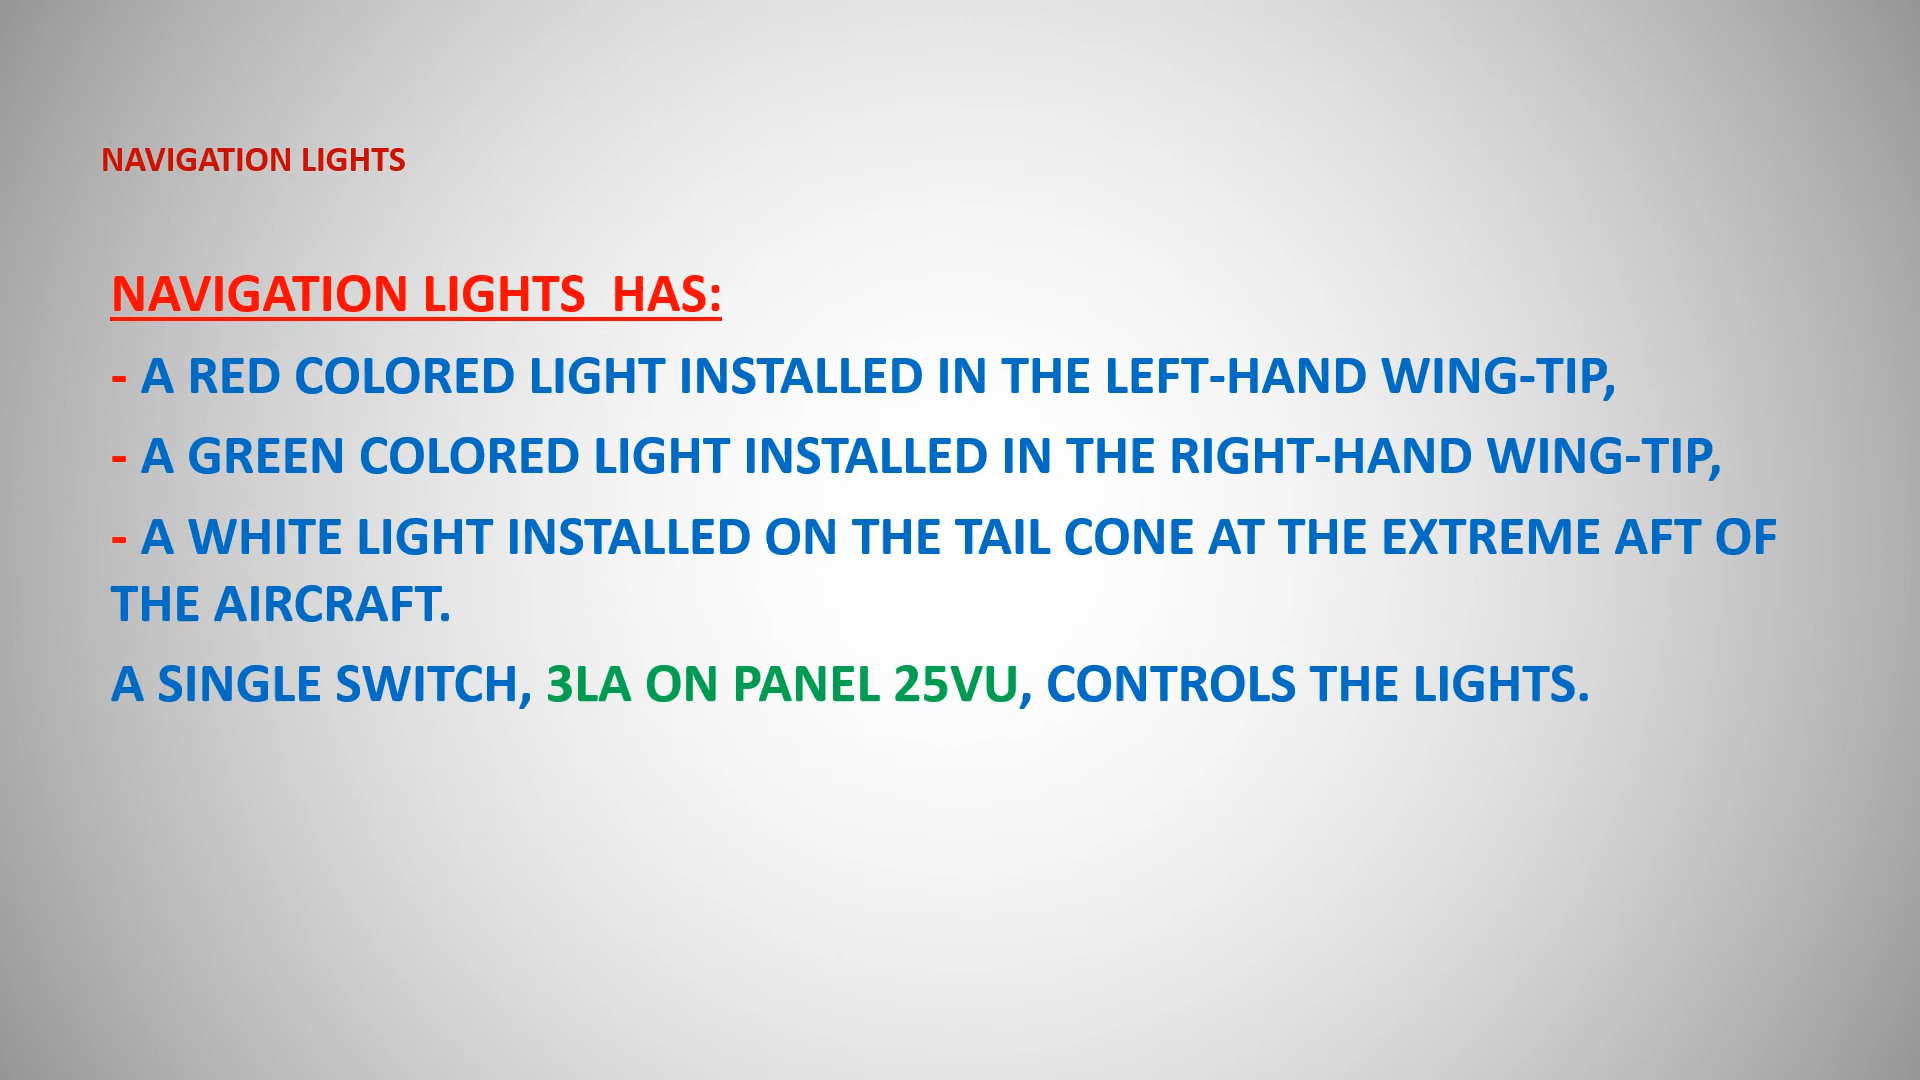 NAVIGATION LIGHTS
NAVIGATION LIGHTS  HAS:
- A RED COLORED LIGHT INSTALLED IN THE LEFT-HAND WING-TIP,
- A GREEN COLORED LIGHT INSTALLED IN THE RIGHT-HAND WING-TIP,
- A WHITE LIGHT INSTALLED ON THE TAIL CONE AT THE EXTREME AFT OF
THE AIRCRAFT.
A SINGLE SWITCH, 3LA ON PANEL 25VU, CONTROLS THE LIGHTS.